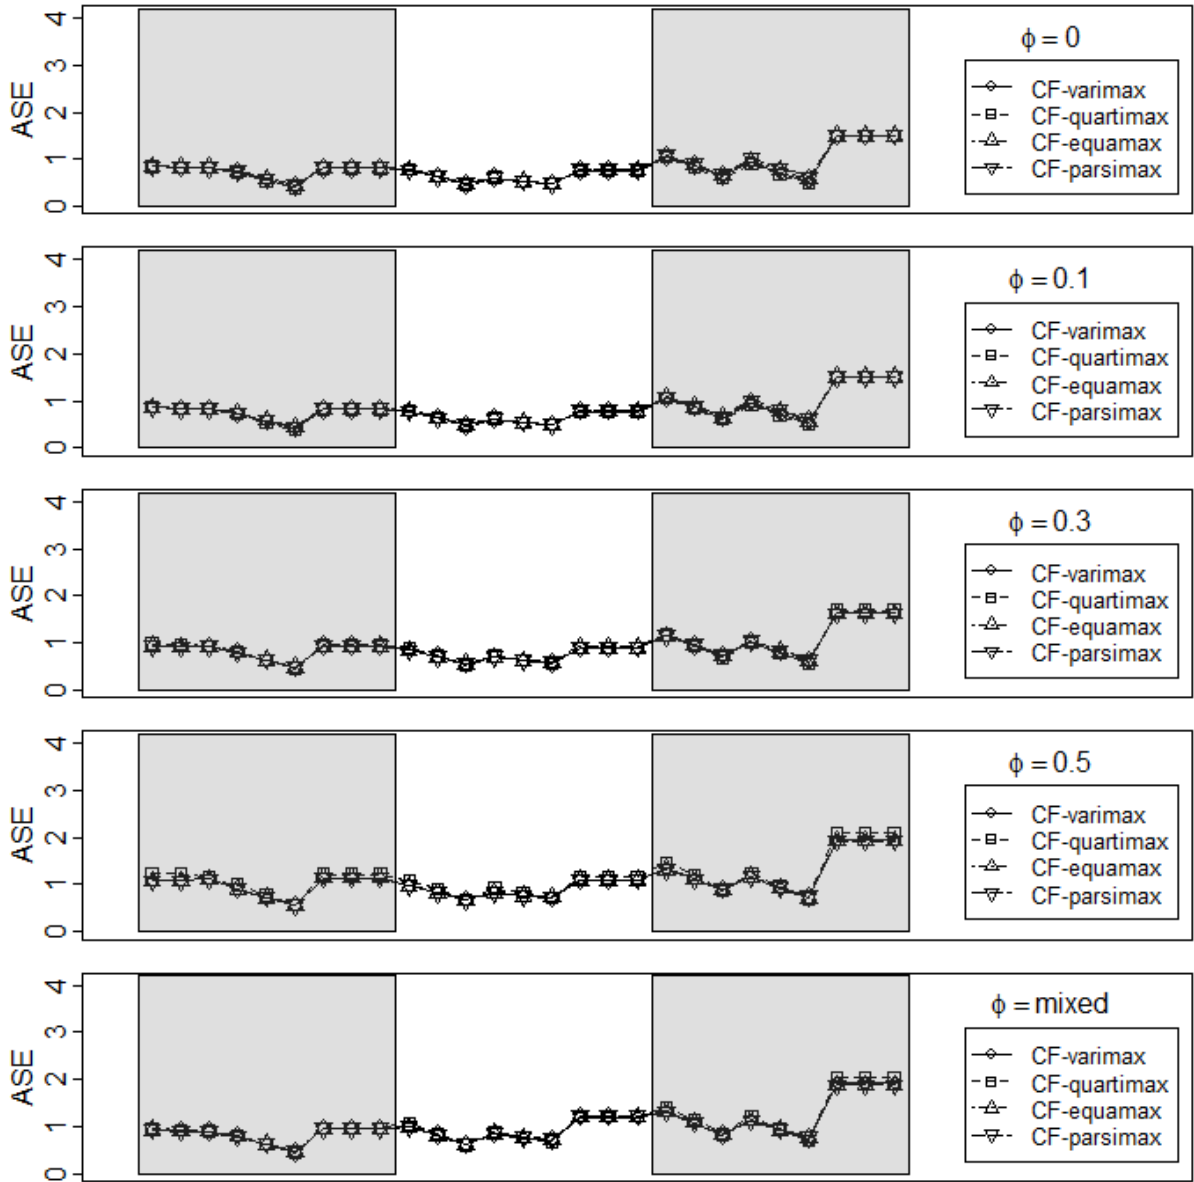 ASE
4
3
2
1
0
ϕ = 0
CF-varimax
CF-quartimax
CF-equamax
CF-parsimax
ASE
4
3
2
1
0
ϕ = 0.1
CF-varimax
CF-quartimax
CF-equamax
CF-parsimax
ASE
4
3
2
1
0
ϕ = 0.3
CF-varimax
CF-quartimax
CF-equamax
CF-parsimax
ASE
4
3
2
1
0
ϕ = 0.5
CF-varimax
CF-quartimax
CF-equamax
CF-parsimax
ASE
4
3
2
1
0
ϕ = mixed
CF-varimax
CF-quartimax
CF-equamax
CF-parsimax